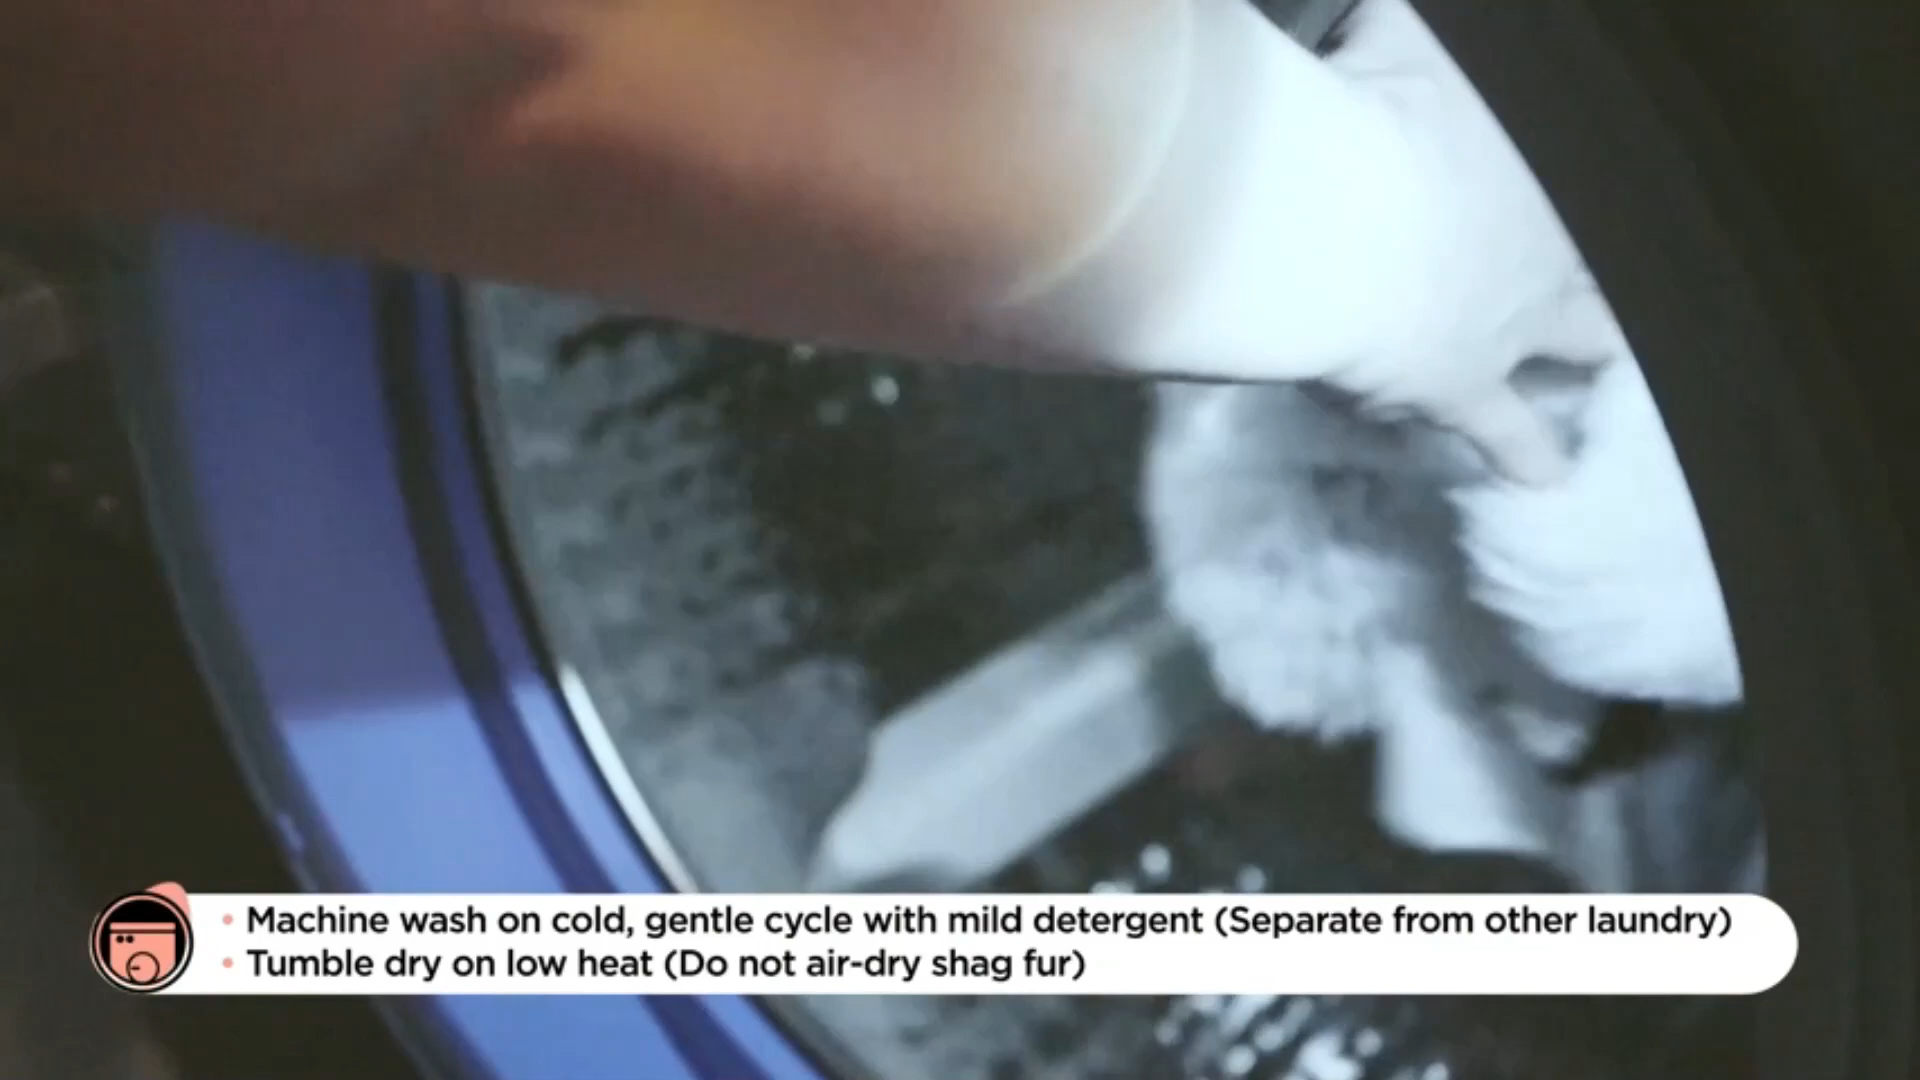 • Machine wash on cold, gentle cycle with mild detergent (Separate from other laundry)
• Tumble dry on low heat (Do not air-dry shag fur)